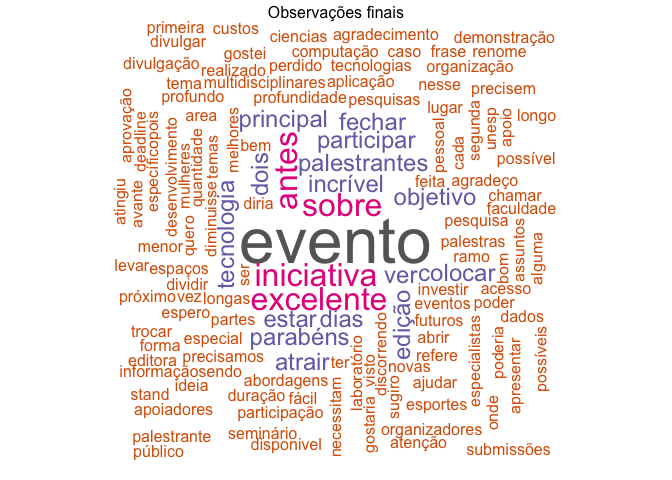 Observações finais
primeira custos
ciencias agradecimento
demonstração
divulgar
gostei computação caso frase renome
divulgação realizado perdido tecnologias organização
tema multidisciplinares aplicação nesse precisem
profundo profundidade pesquisas lugar longo
area principal fechar
aprovação
deadline
específico
pois
desenvolvimento
mulheres
quantidade
temas
melhores
bem
dois
antes
participar
pessoal
cada
segunda
unesp
apoio
possível
palestrantes
incrível
feita agradeço
atingiu
avante
quero
diminuisse
diria
sobre
objetivo
chamar
faculdade
tecnologia
evento
pesquisa
palestras
assuntos
alguma
menor
ramo
bom
levar espaços
ser
iniciativa
ver
colocar
acesso
dividir
investir
próximo
vez
longas
excelente
eventos poder
espero
partes
estar
dias
edição
futuros
dados
trocar
forma
especial
parabéns
abrir
poderia
editora
precisamos
atrair
ter
refere
informação
sendo
novas
ideia
abordagens
laboratório
visto
discorrendo
ajudar
especialistas
apresentar
possíveis
stand
duração fácil
sugiro
esportes
onde
apoiadores
participação
necessitam
gostaria
organizadores
palestrante
seminário
atenção
público
disponivel
submissões